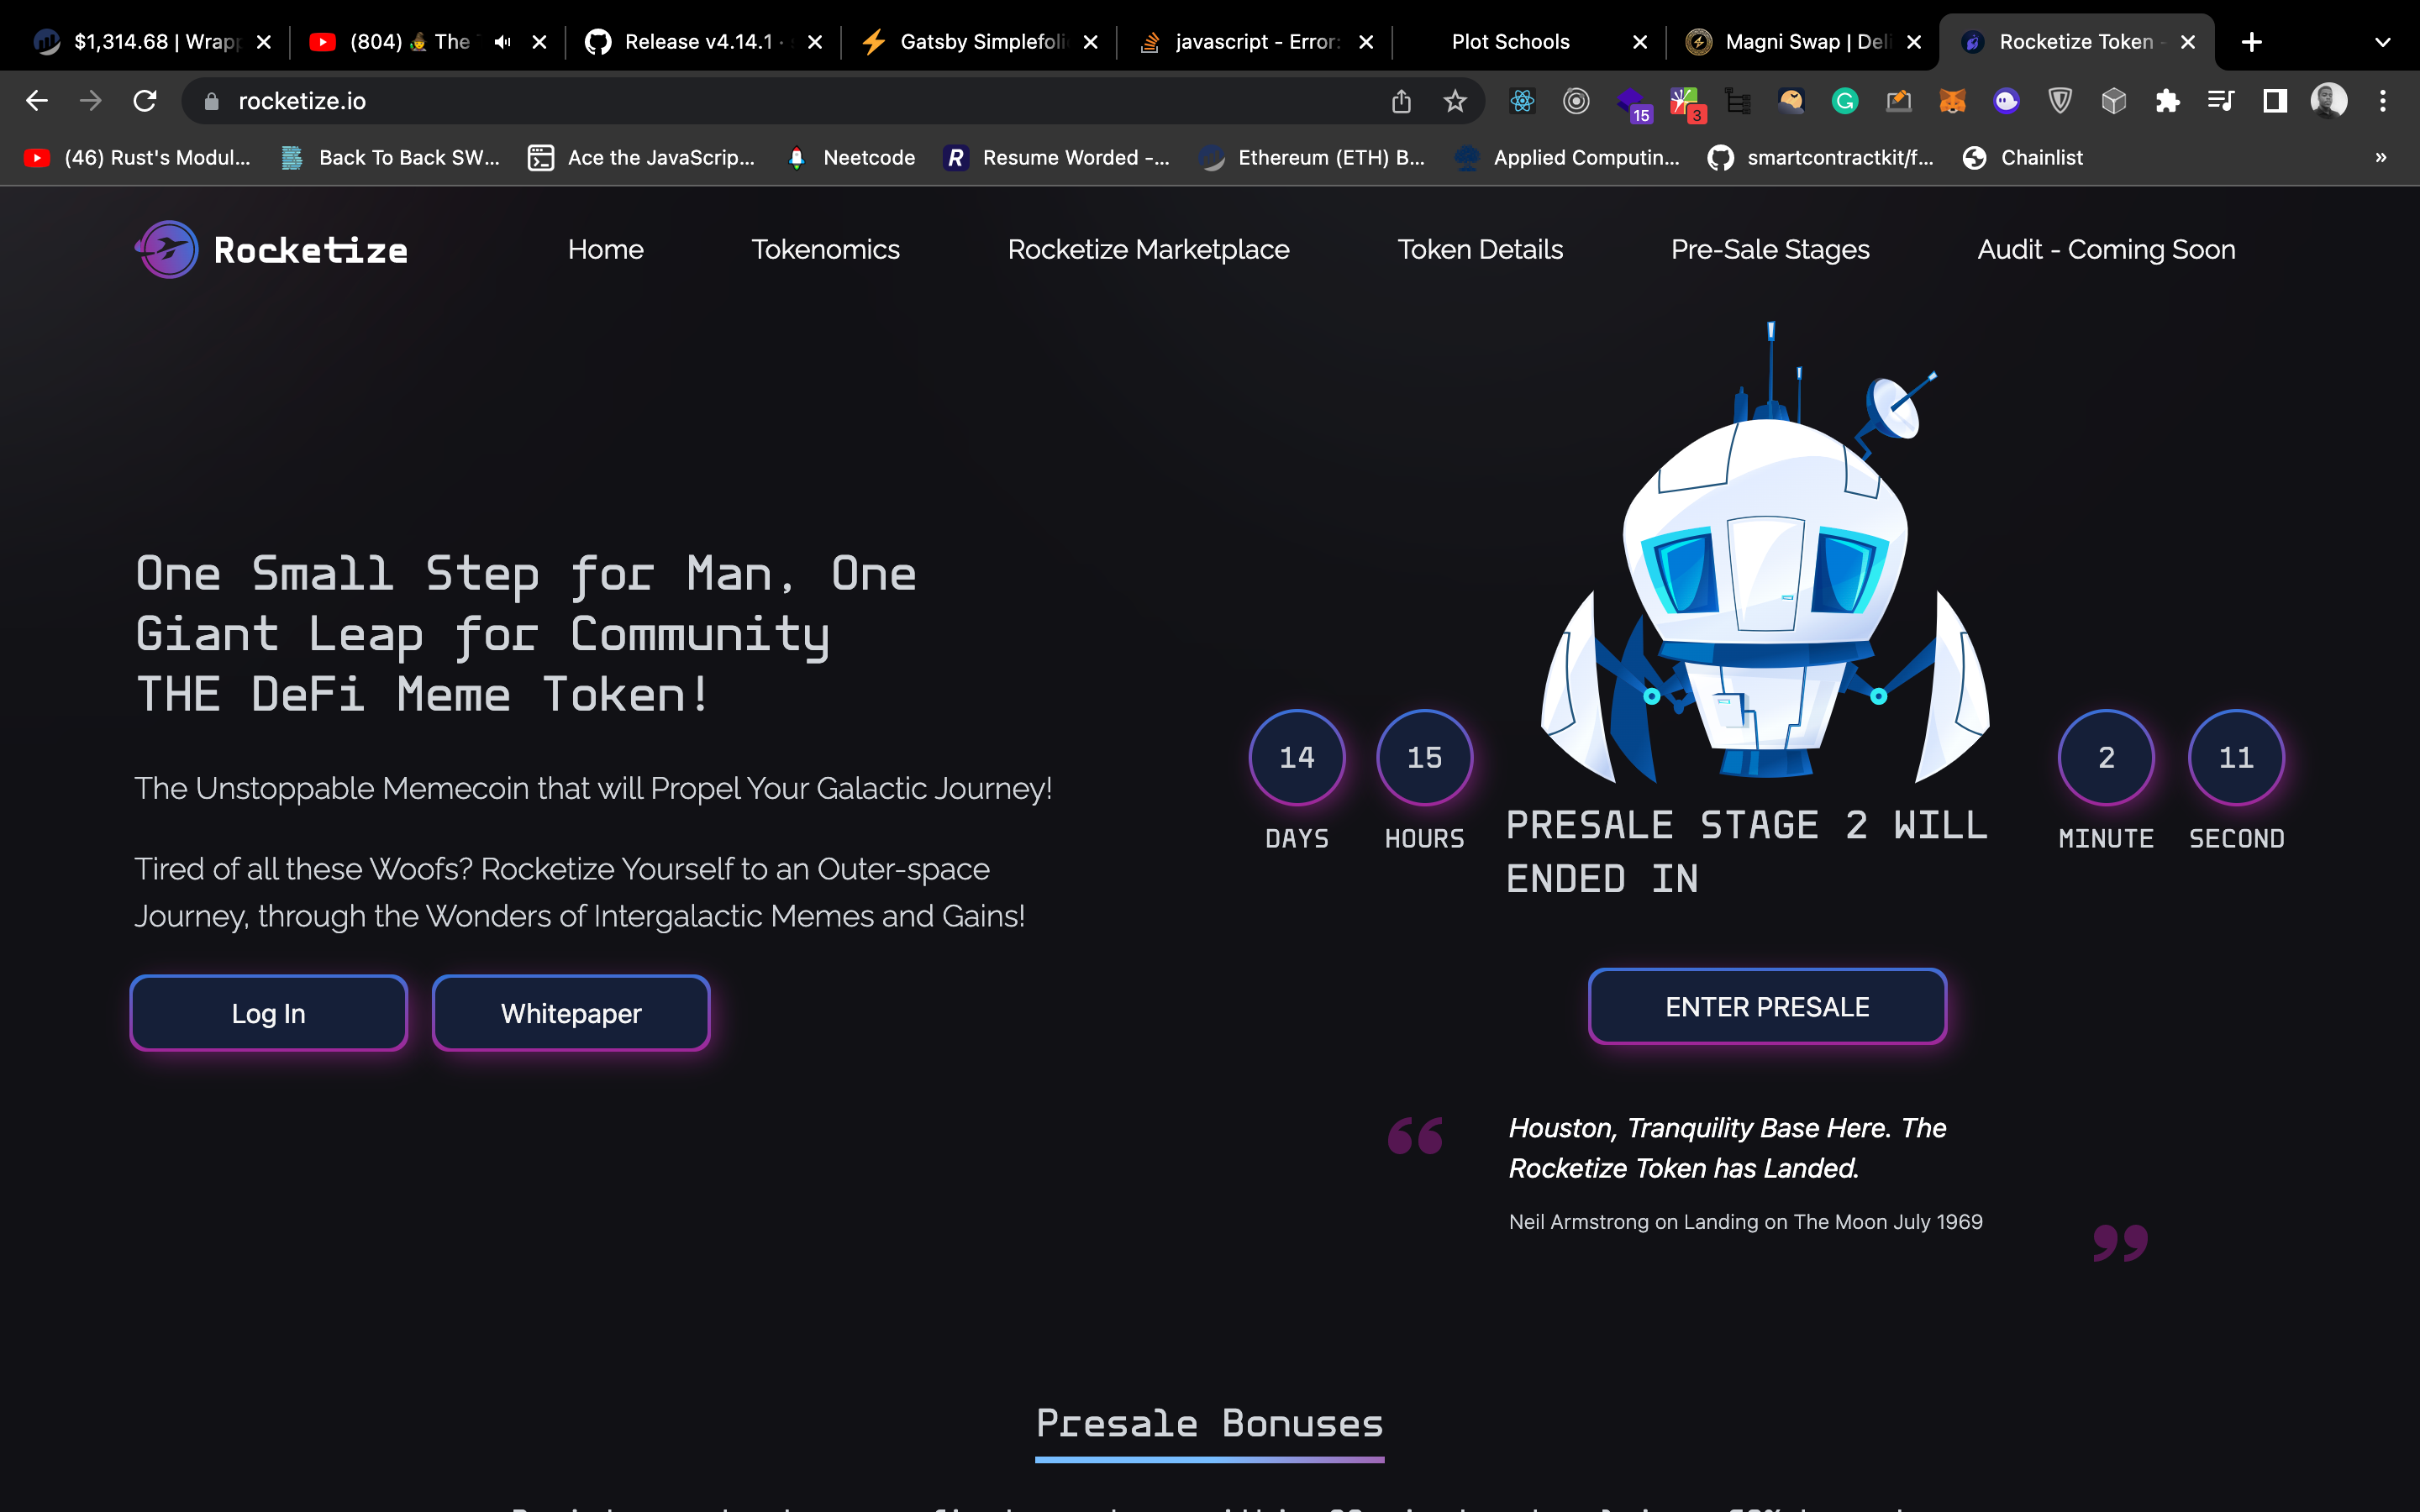 $1,314.68 | Wrapp
(804) The
Release v4.14.1 ·
Gatsby Simplefoli
javascript - Error:
Plot Schools
Magni Swap | Deli
Rocketize Token -
rocketize.io
15
3
(46) Rust's Modul...
Back To Back SW...
Ace the JavaScrip...
Neetcode
Resume Worded -...
Ethereum (ETH) B...
Applied Computin...
smartcontractkit/f...
Chainlist
»
Rocketize
Home
Tokenomics
Rocketize Marketplace
Token Details
Pre-Sale Stages
Audit - Coming Soon
One Small Step for Man, One
Giant Leap for Community
THE DeFi Meme Token!
The Unstoppable Memecoin that will Propel Your Galactic Journey!
Tired of all these Woofs? Rocketize Yourself to an Outer-space
Journey, through the Wonders of Intergalactic Memes and Gains!
Log In
Whitepaper
14
DAYS
15
HOURS
PRESALE STAGE 2 WILL
ENDED IN
2
MINUTE
11
SECOND
ENTER PRESALE
“
Houston, Tranquility Base Here. The
Rocketize Token has Landed.
Neil Armstrong on Landing on The Moon July 1969
”
Presale Bonuses